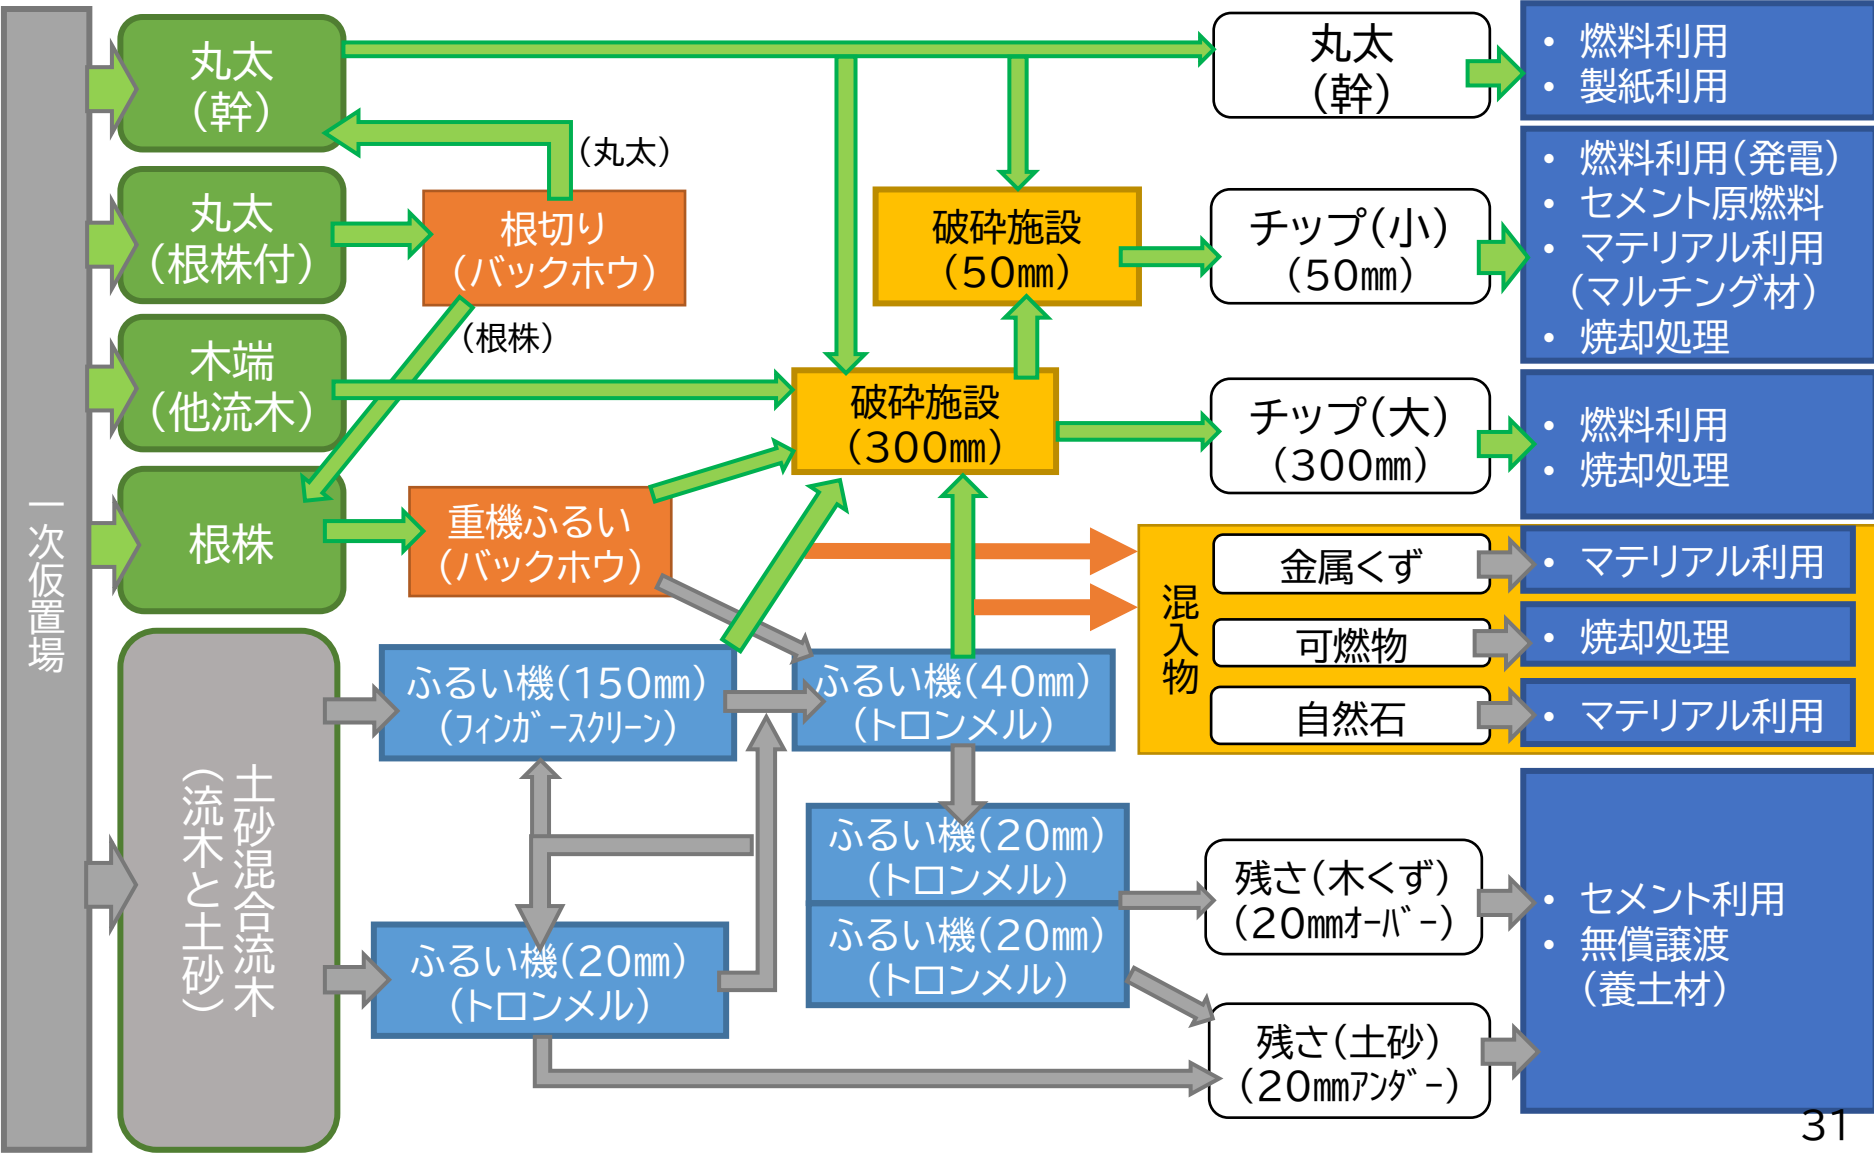 一次仮置場
丸太
（幹）
丸太
（根株付）
木端
（他流木）
根株
土砂混合流木
（流木と土砂）
（丸太）
根切り
（バックホウ）
（根株）
重機ふるい
（バックホウ）
破砕施設
（50㎜）
破砕施設
（300㎜）
ふるい機（150㎜）
（フィンガースクリーン）
ふるい機（40㎜）
（トロンメル）
ふるい機（20㎜）
（トロンメル）
ふるい機（20㎜）
（トロンメル）
ふるい機（20㎜）
（トロンメル）
丸太
（幹）
チップ（小）
（50㎜）
チップ（大）
（300㎜）
混入物
金属くず
可燃物
自然石
残さ（木くず）
（20㎜ｵｰﾊﾞｰ）
残さ（土砂）
（20㎜ｱﾝﾀﾞｰ）
• 燃料利用
• 製紙利用
• 燃料利用（発電）
• セメント原燃料
• マテリアル利用
（マルチング材）
• 焼却処理
• 燃料利用
• 焼却処理
• マテリアル利用
• 焼却処理
• マテリアル利用
• セメント利用
• 無償譲渡
（養土材）
31